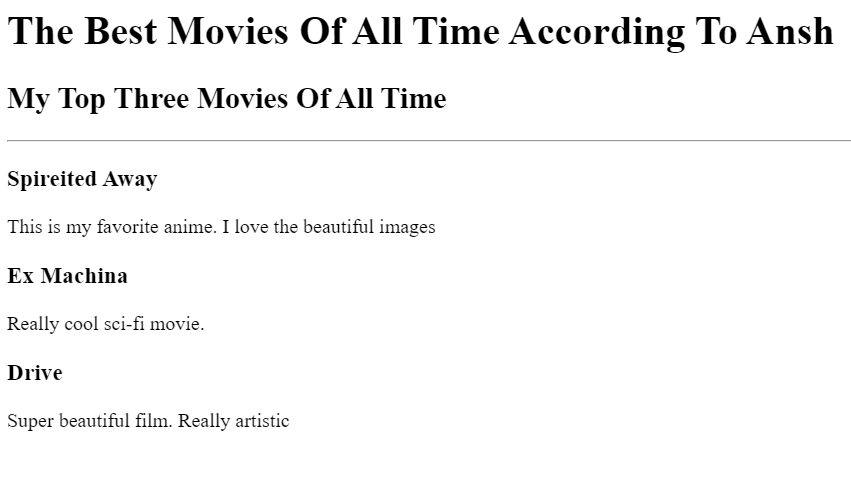 The Best Movies Of All Time According To Ansh
My Top Three Movies Of All Time
Spireited Away
This is my favorite anime. I love the beautiful images
Ex Machina
Really cool sci-fi movie.
Drive
Super beautiful film. Really artistic